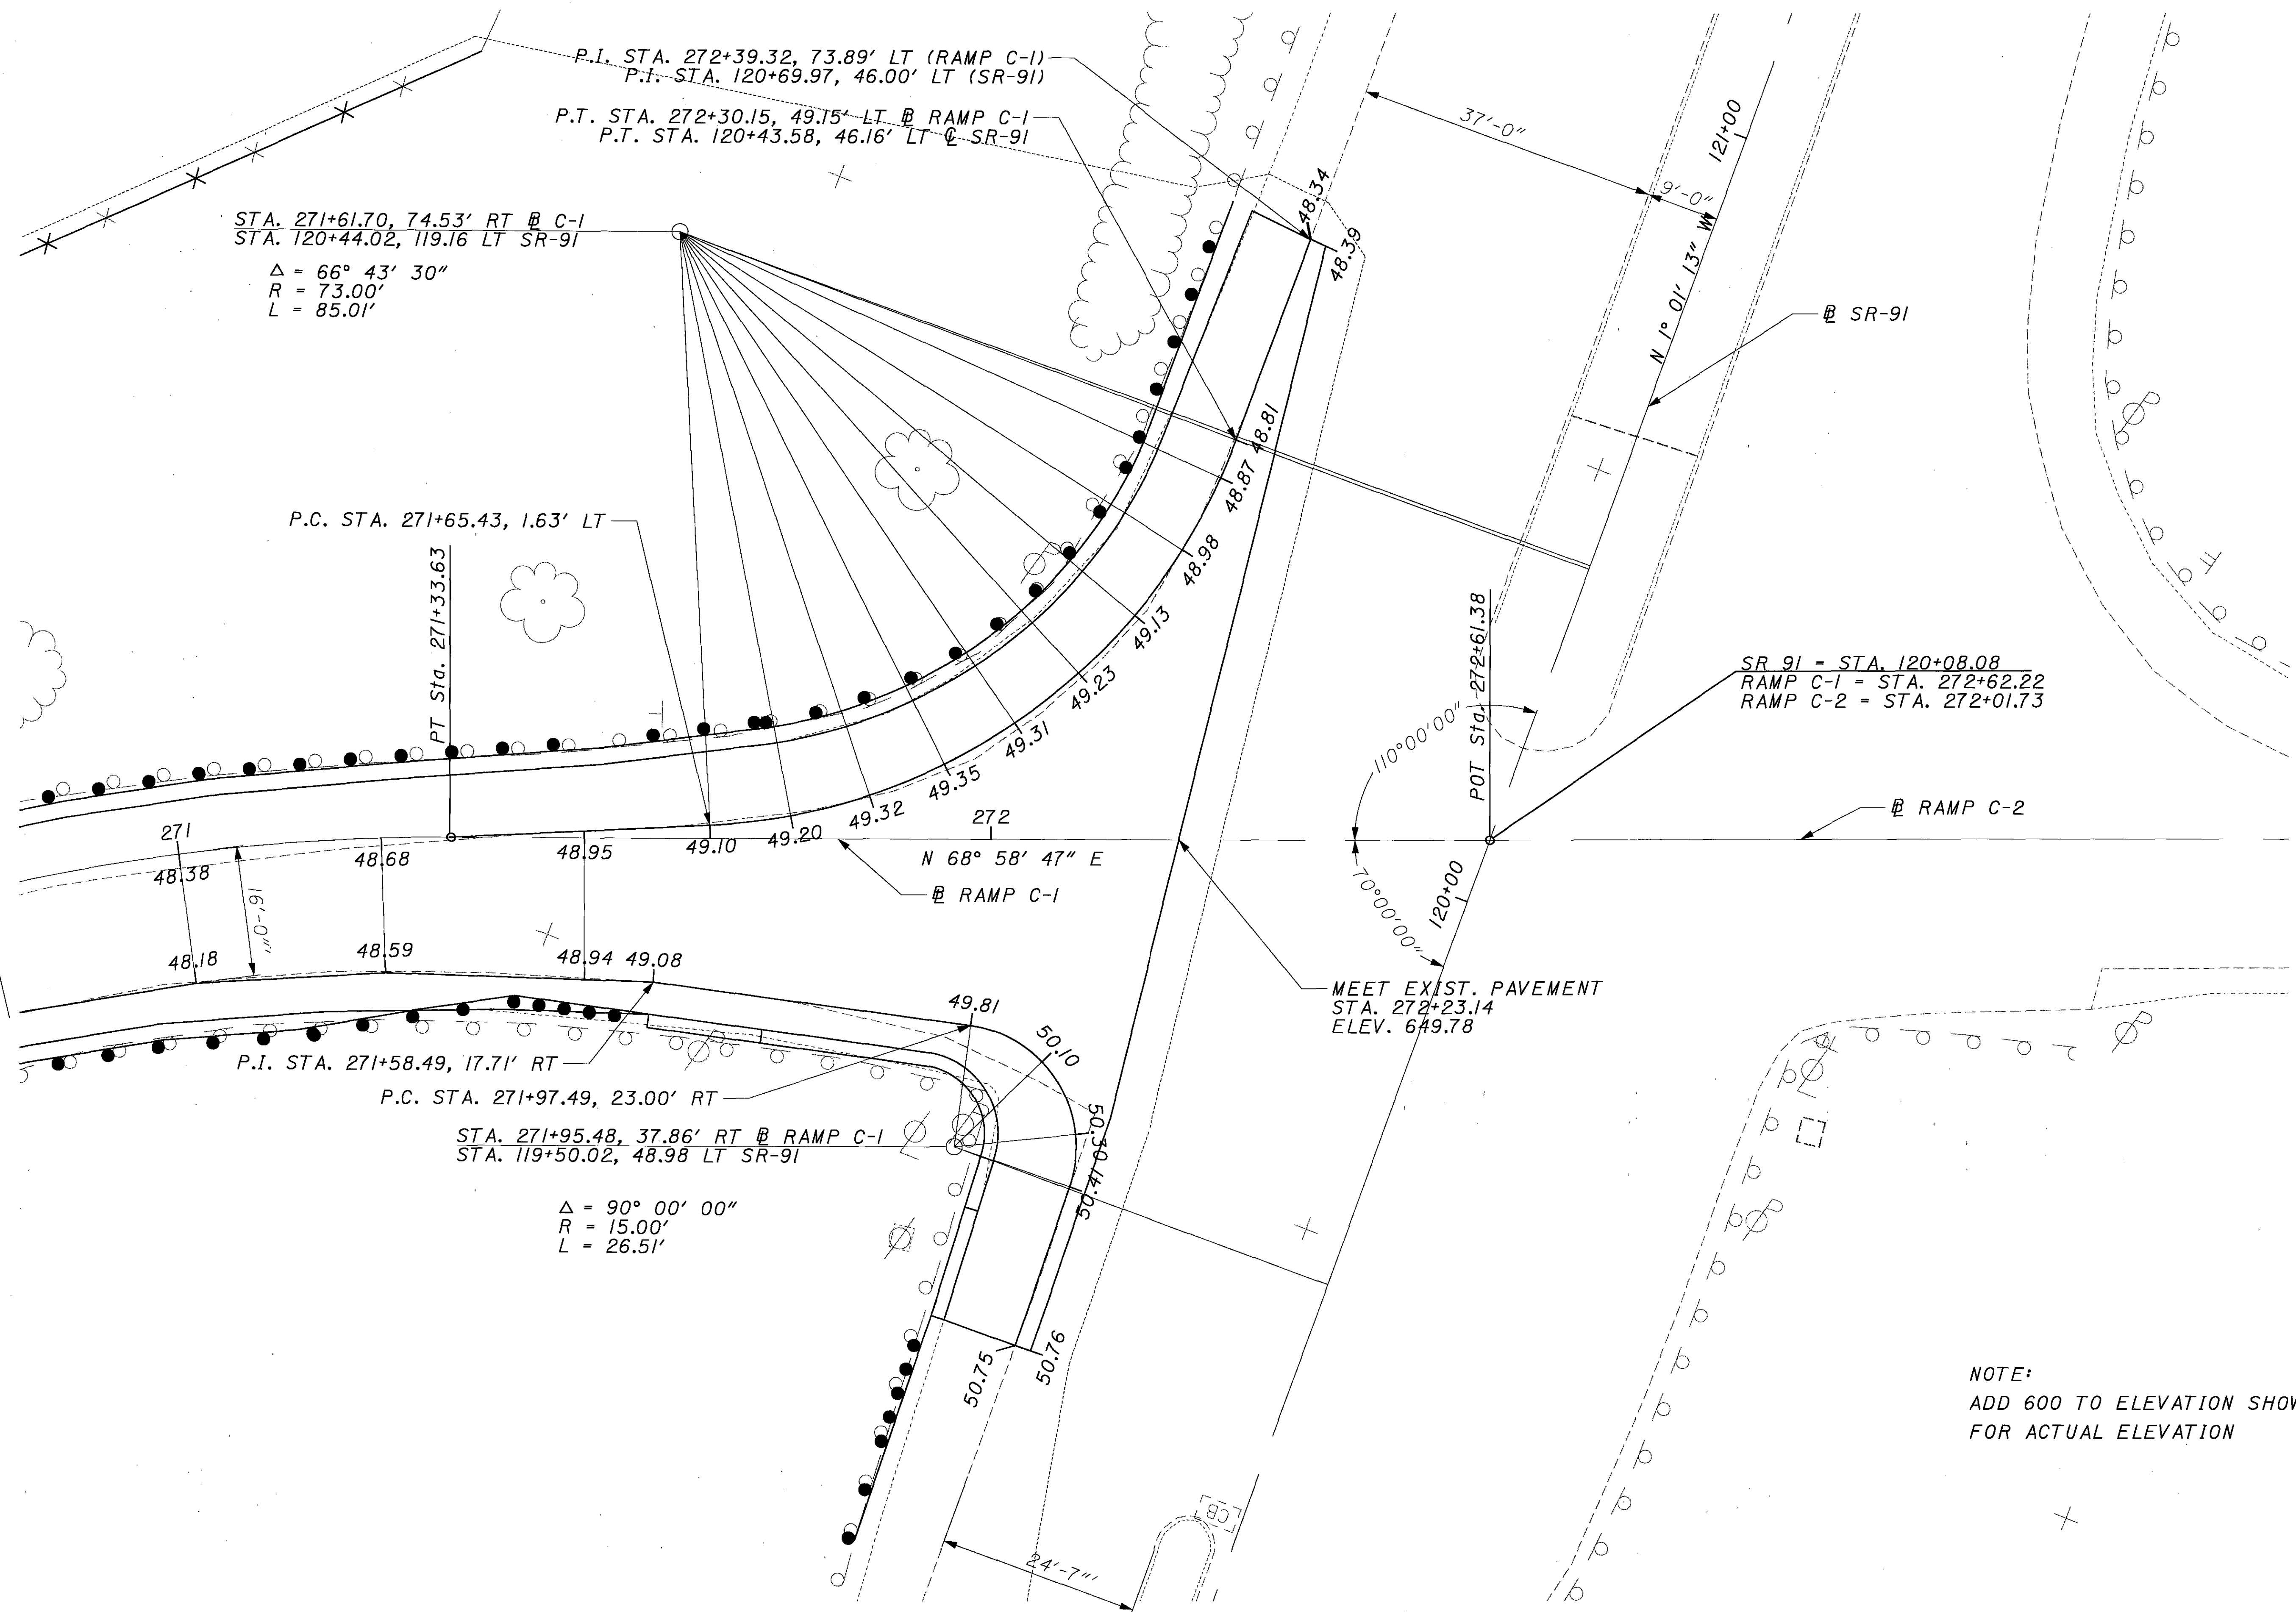 P.I. STA. 272+39.32, 73.89' LT (RAMP C-1)
P.I. STA. 120+69.97, 46.00' LT (SR-91)
P.T. STA. 272+30.15, 49.15' LT ⅊ RAMP C-1
P.T. STA. 120+43.58, 46.16' LT ℄ SR-91
STA. 271+61.70, 74.53' RT ⅊ C-1
STA. 120+44.02, 119.16 LT SR-91
Δ = 66° 43' 30"
R = 73.00'
L = 85.01'
37'-0"
9'-0"
121+00
N 1° 01' 13" W
⅊ SR-91
48.34
48.39
48.81
48.87
48.98
49.13
49.23
49.31
49.35
49.32
49.20
49.10
P.C. STA. 271+65.43, 1.63' LT
PT Sta. 271+33.63
POT Sta. 272+61.38
SR 91 = STA. 120+08.08
RAMP C-1 = STA. 272+62.22
RAMP C-2 = STA. 272+01.73
110°00'00"
70°00'00"
120+00
⅊ RAMP C-2
271
48.38
48.68
48.95
272
N 68° 58' 47" E
⅊ RAMP C-1
16'-0"
48.18
48.59
48.94
49.08
49.81
50.10
50.30
50.41
MEET EXIST. PAVEMENT
STA. 272+23.14
ELEV. 649.78
P.I. STA. 271+58.49, 17.71' RT
P.C. STA. 271+97.49, 23.00' RT
STA. 271+95.48, 37.86' RT ⅊ RAMP C-1
STA. 119+50.02, 48.98 LT SR-91
Δ = 90° 00' 00"
R = 15.00'
L = 26.51'
50.75
50.76
24'-7"
CB
NOTE:
ADD 600 TO ELEVATION
FOR ACTUAL ELEVATION